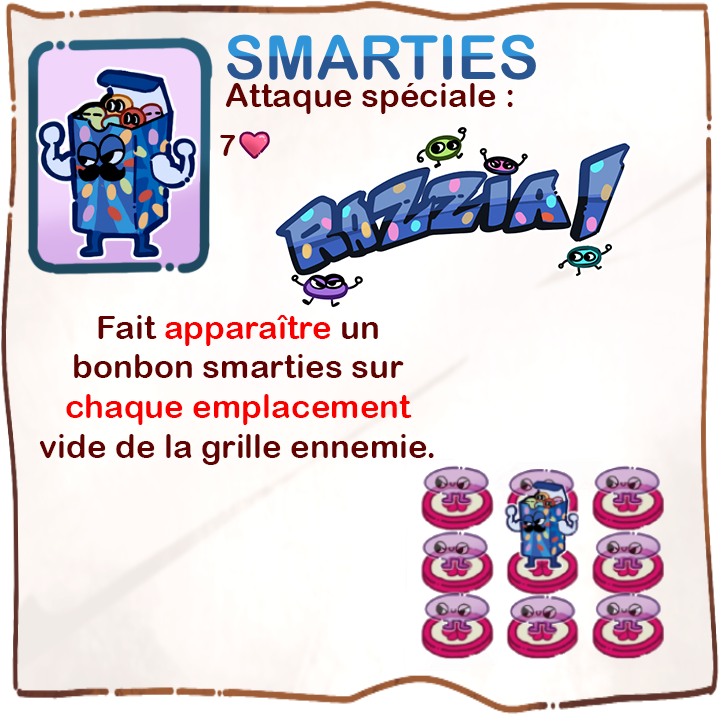 SMARTIES
Attaque spéciale :
7
RAZZIA !
Fait apparaître un
bonbon smarties sur
chaque emplacement
vide de la grille ennemie.